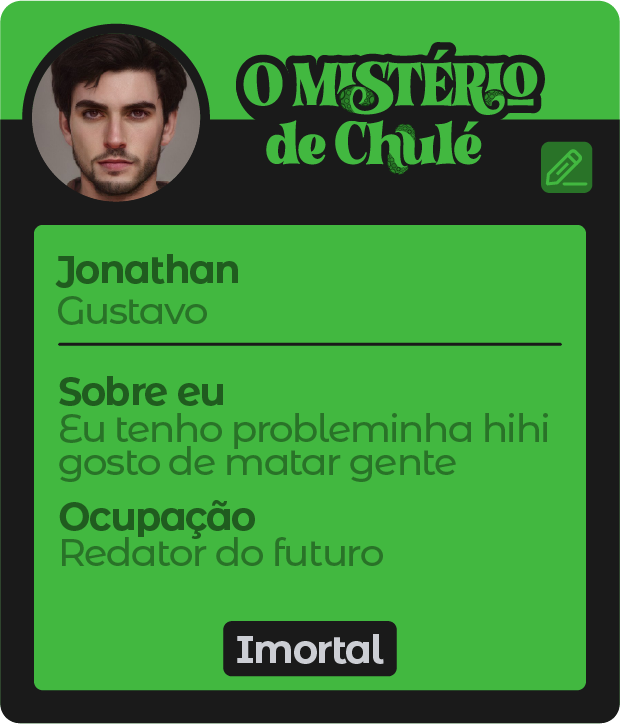 O MISTÉRIO
de Chulé
Jonathan
Gustavo
Sobre eu
Eu tenho probleminha hihi
gosto de matar gente
Ocupação
Redator do futuro
Imortal